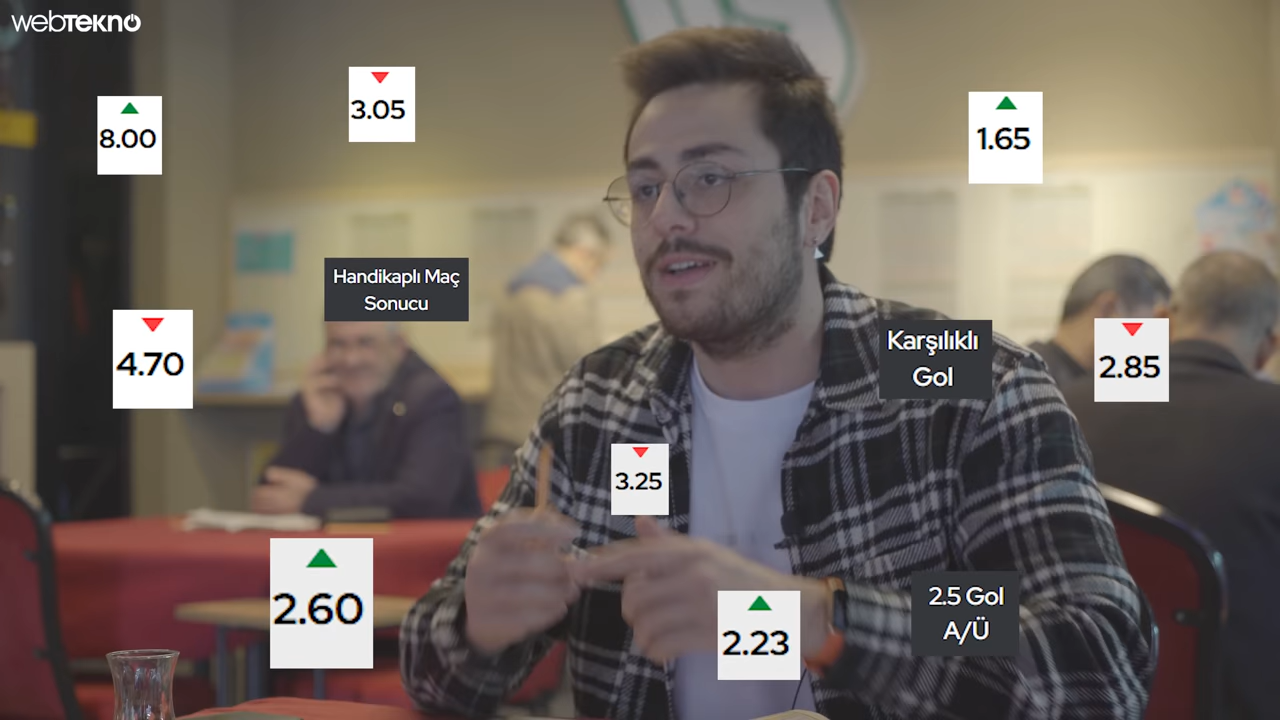 webTEKNO
3.05
8.00
1.65
Handikaplı Maç
Sonucu
4.70
Karşılıklı
Gol
2.85
3.25
2.60
2.5 Gol
A/Ü
2.23